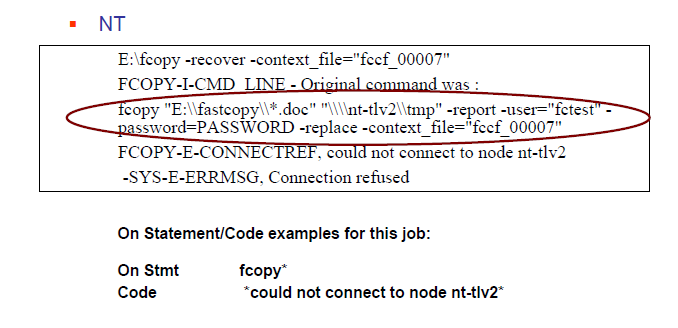 NT
E:\fcopy -recover -context_file="fccf_00007"
FCOPY-I-CMD_LINE - Original command was :
fcopy "E:\\fastcopy\\*.doc" "\\\\nt-tlv2\\tmp" -report -user="fctest" -
password=PASSWORD -replace -context_file="fccf_00007"
FCOPY-E-CONNECTREF, could not connect to node nt-tlv2
-SYS-E-ERRMSG, Connection refused
On Statement/Code examples for this job:
On Stmt fcopy*
Code *could not connect to node nt-tlv2*